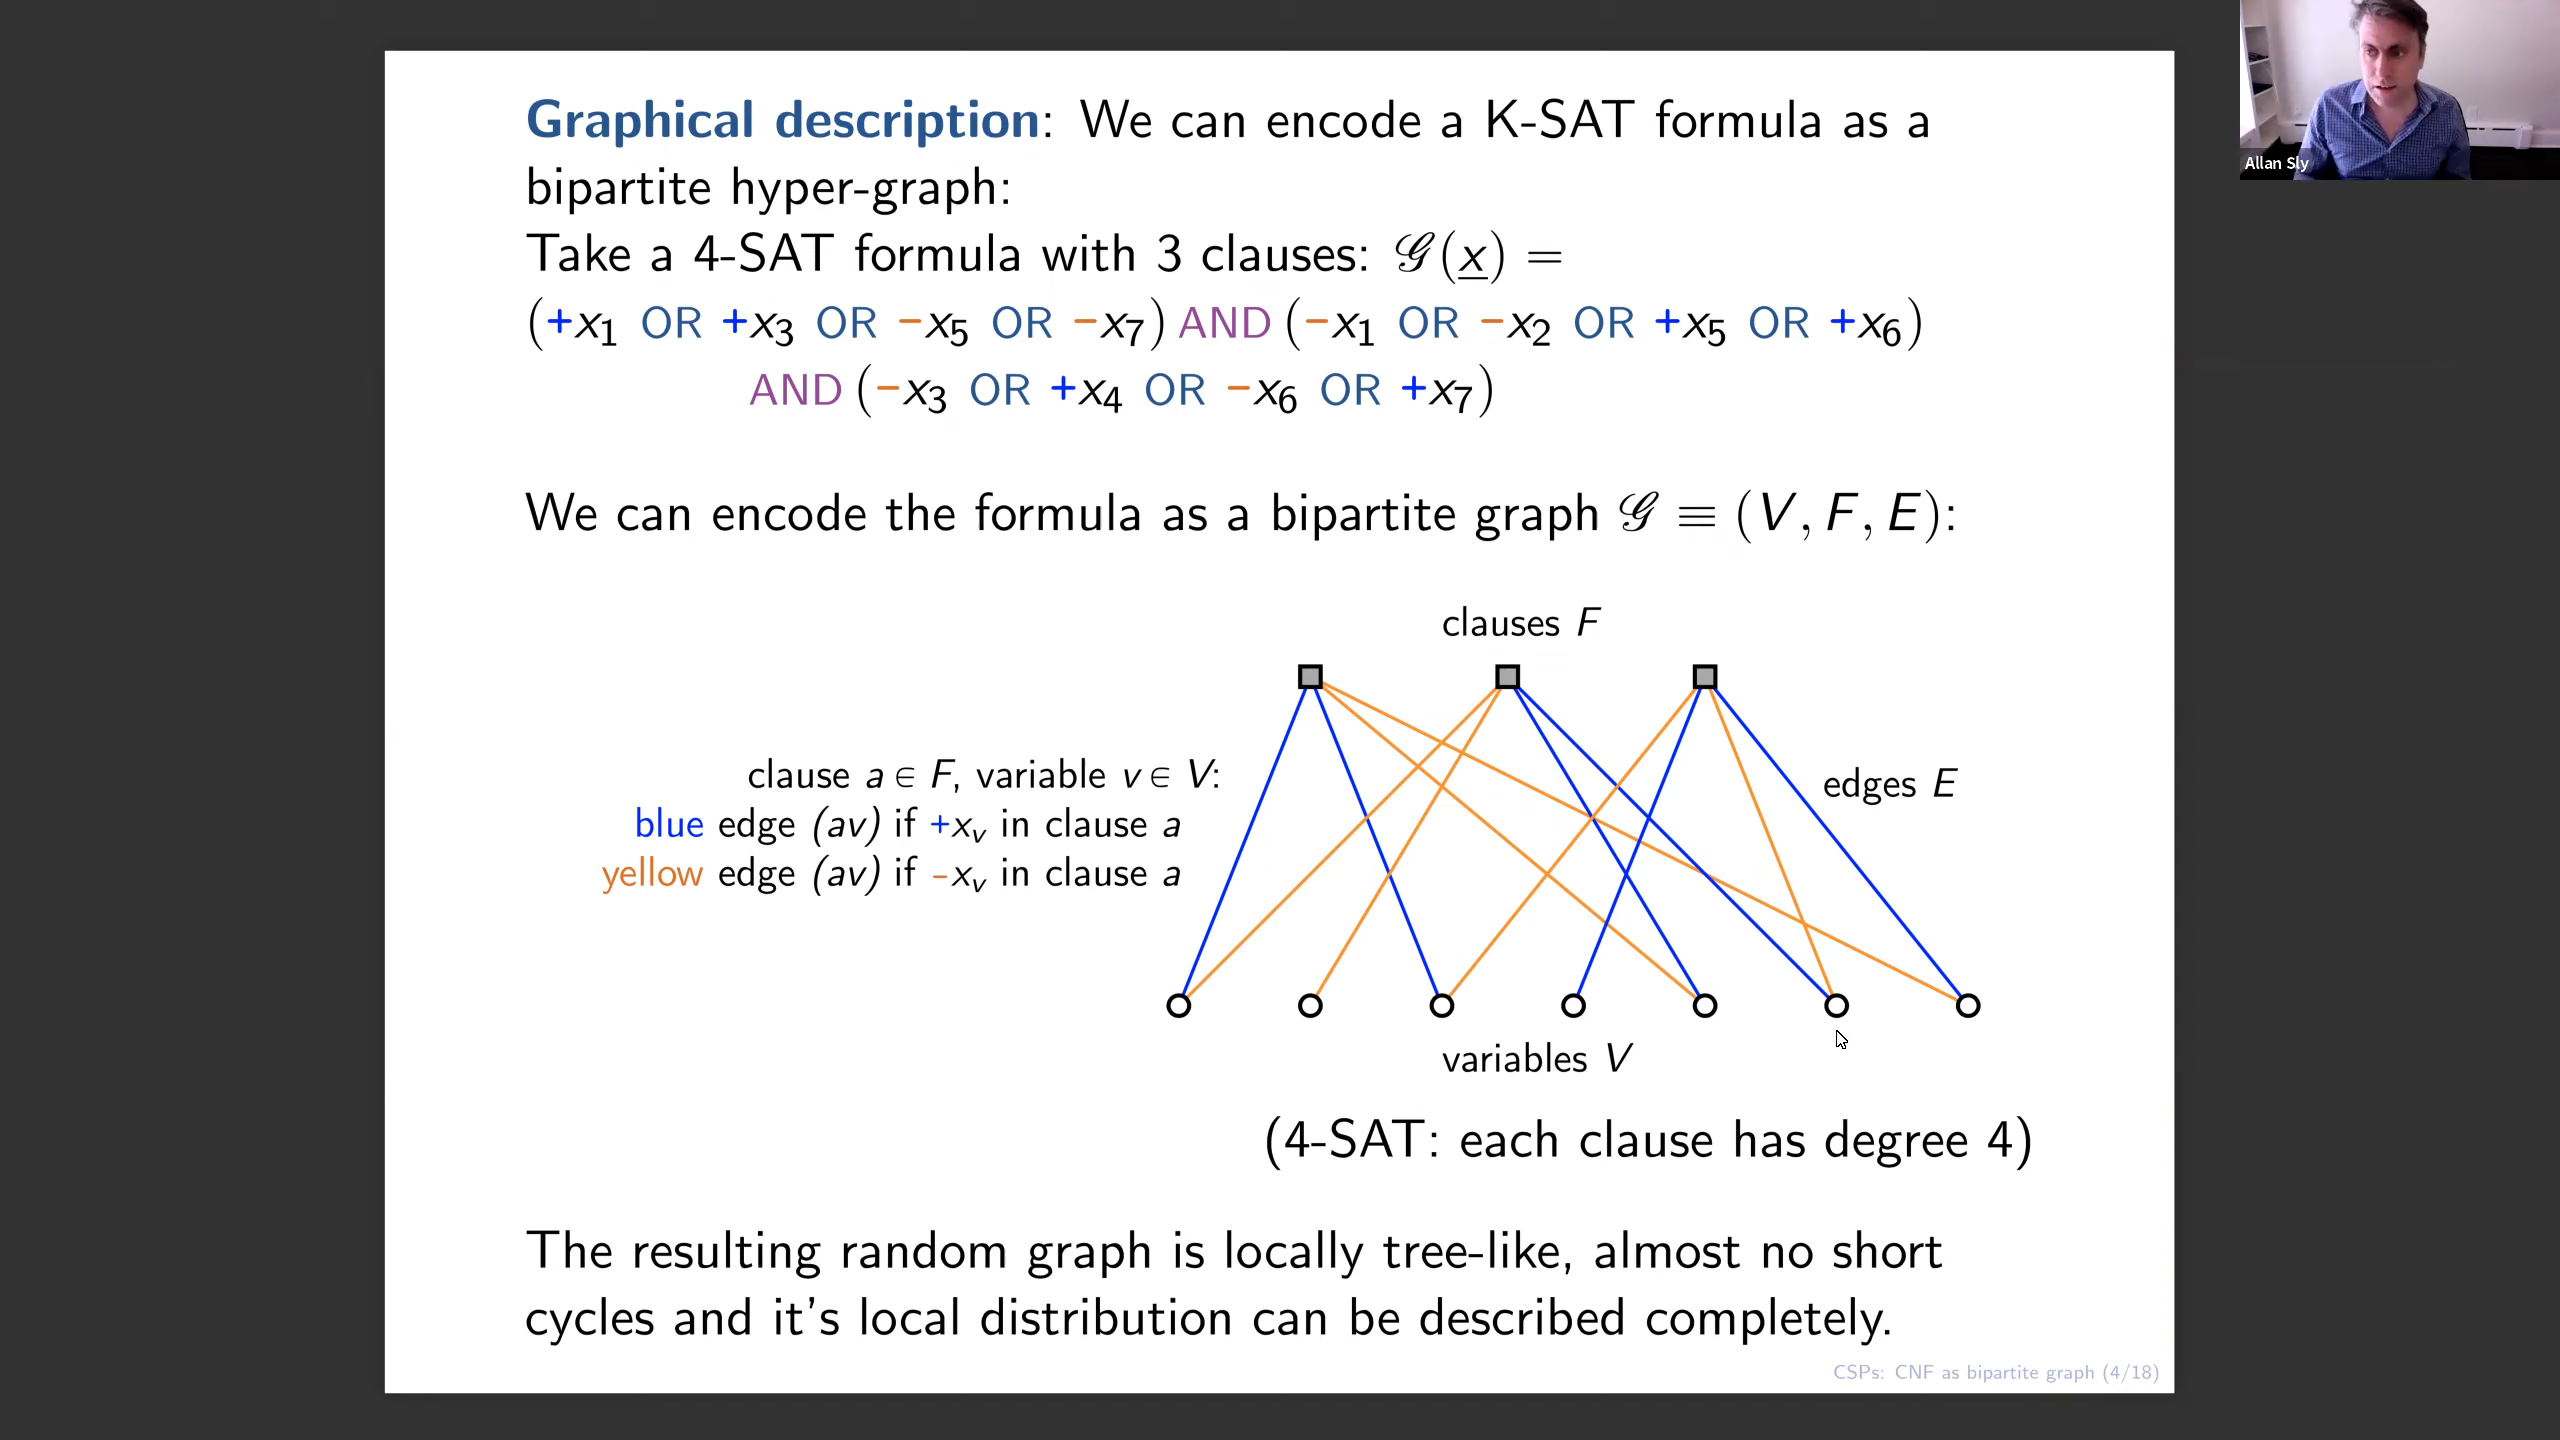 Graphical description: We can encode a K-SAT formula as a
bipartite hyper-graph:
Take a 4-SAT formula with 3 clauses: 𝒢(x) =
(+x₁ OR +x₃ OR −x₅ OR −x₇) AND (−x₁ OR −x₂ OR +x₅ OR +x₆)
AND (−x₃ OR +x₄ OR −x₆ OR +x₇)
We can encode the formula as a bipartite graph 𝒢 ≡ (V, F, E):
clauses F
clause a ∈ F, variable v ∈ V:
blue edge (av) if +xᵥ in clause a
yellow edge (av) if −xᵥ in clause a
edges E
variables V
(4-SAT: each clause has degree 4)
The resulting random graph is locally tree-like, almost no short
cycles and it's local distribution can be described completely.
CSPs: CNF as bipartite graph (4/18)
Allan Sly